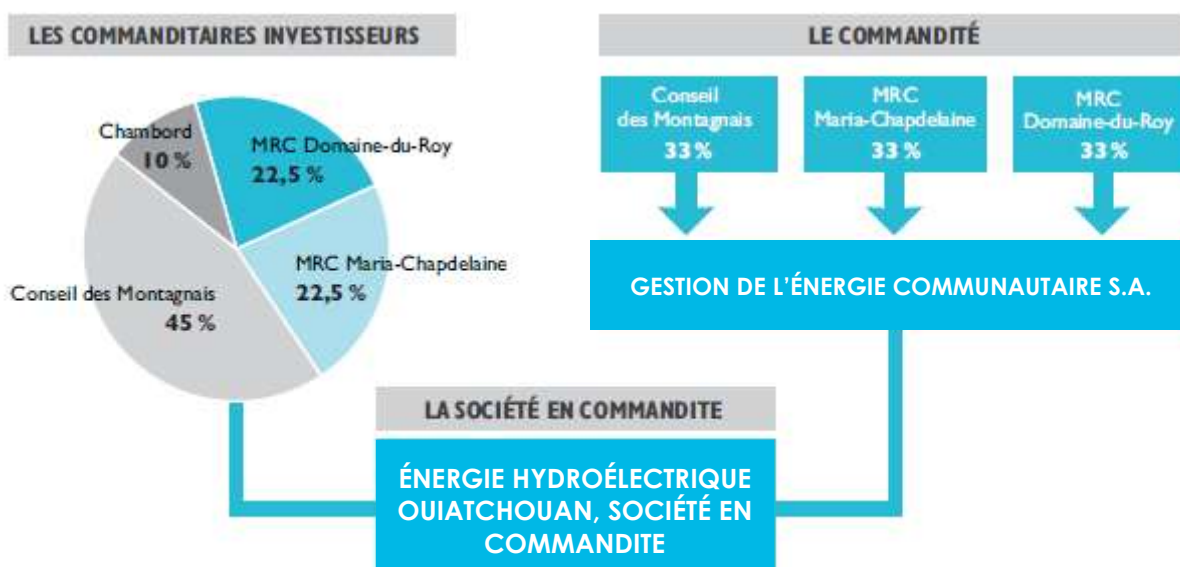 LES COMMANDITAIRES INVESTISSEURS
Chambord
10 %
MRC Domaine-du-Roy
22,5 %
MRC Maria-Chapdelaine
22,5 %
Conseil des Montagnais
45 %
LE COMMANDITÉ
Conseil
des Montagnais
33 %
MRC
Maria-Chapdelaine
33 %
MRC
Domaine-du-Roy
33 %
GESTION DE L'ÉNERGIE COMMUNAUTAIRE S.A.
LA SOCIÉTÉ EN COMMANDITE
ÉNERGIE HYDROÉLECTRIQUE
OUIATCHOUAN, SOCIÉTÉ EN
COMMANDITE